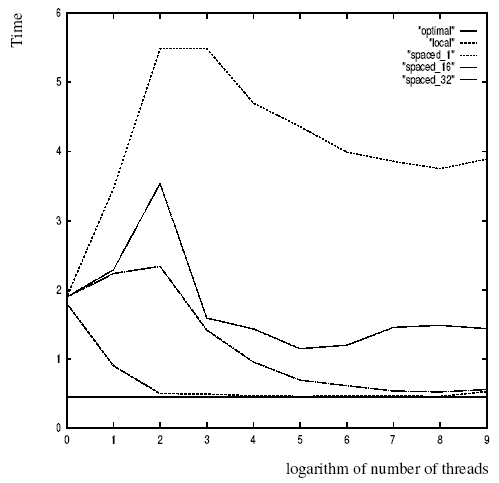 Time
6
5
4
3
2
1
0
"optimal"
"local"
"spaced_1"
"spaced_16"
"spaced_32"
0 1 2 3 4 5 6 7 8 9
logarithm of number of threads